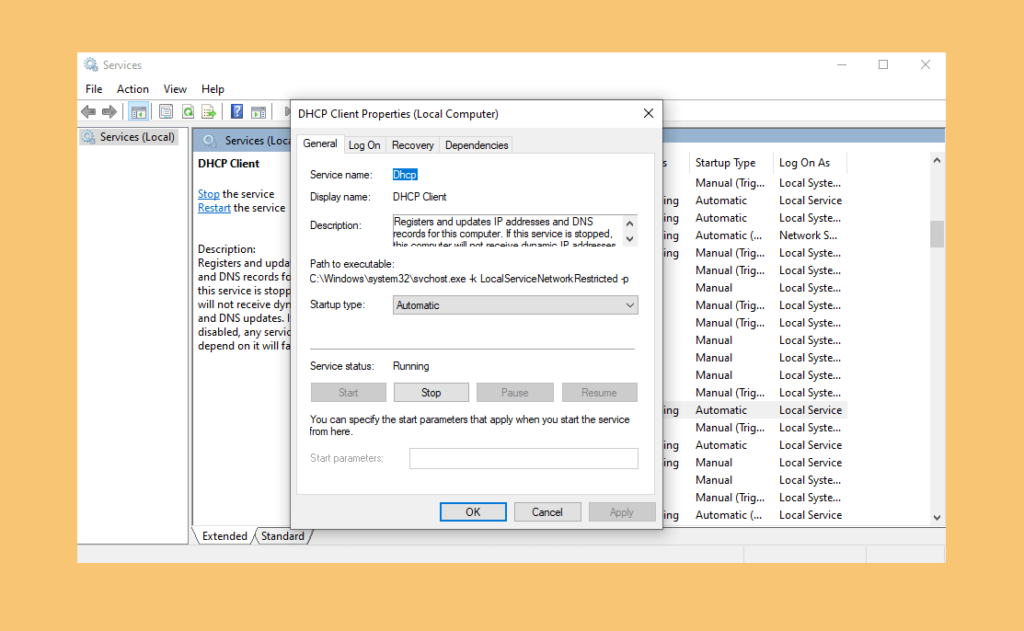 Services
File Action View Help
Services (Local)
Services (Loca
DHCP Client
Stop the service
Restart the service
Description:
Registers and upda
and DNS records fo
this service is stopp
will not receive dyn
and DNS updates. I
disabled, any servic
depend on it will fa
DHCP Client Properties (Local Computer)
General Log On Recovery Dependencies
Service name: Dhcp
Display name: DHCP Client
Description: Registers and updates IP addresses and DNS
records for this computer. If this service is stopped,
this computer will not receive dynamic IP addresses
Path to executable:
C:\Windows\system32\svchost.exe -k LocalServiceNetworkRestricted -p
Startup type: Automatic
Service status: Running
Start Stop Pause Resume
You can specify the start parameters that apply when you start the service
from here.
Start parameters:
OK Cancel Apply
s Startup Type Log On As
Manual (Trig... Local Syste...
ing Automatic Local Service
ing Automatic Local Syste...
ing Automatic (... Network S...
ing Manual (Trig... Local Syste...
Manual (Trig... Local Syste...
Manual Local Syste...
Manual (Trig... Local Syste...
Manual (Trig... Local Syste...
Manual Local Syste...
Manual Local Syste...
Manual Local Syste...
Manual (Trig... Local Syste...
ing Automatic Local Service
Manual (Trig... Local Syste...
ing Automatic Local Service
ing Manual Local Service
Manual Local Syste...
Manual (Trig... Local Syste...
ing Automatic (... Local Service
Extended Standard